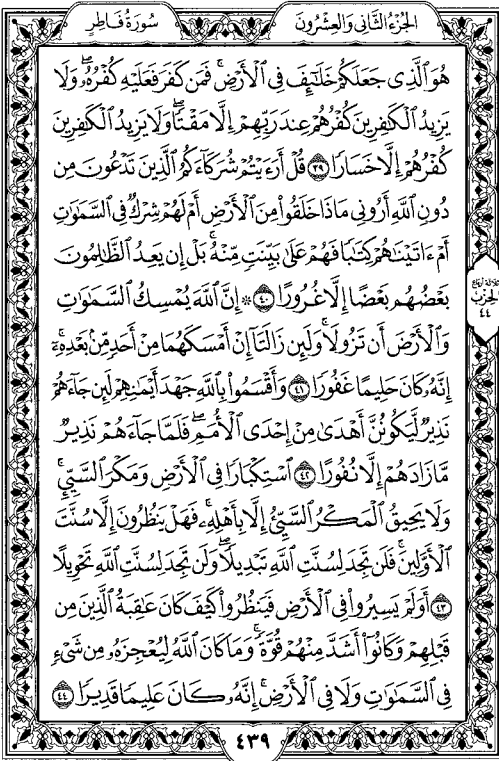 سُورَةُ فَاطِرٍ
الجُزْءُ الثَّانِي وَالعِشْرُونَ
هُوَ ٱلَّذِى جَعَلَكُمْ خَلَٰٓئِفَ فِى ٱلْأَرْضِ ۚ فَمَن كَفَرَ فَعَلَيْهِ كُفْرُهُۥ ۖ وَلَا
يَزِيدُ ٱلْكَٰفِرِينَ كُفْرُهُمْ عِندَ رَبِّهِمْ إِلَّا مَقْتًا ۖ وَلَا يَزِيدُ ٱلْكَٰفِرِينَ
كُفْرُهُمْ إِلَّا خَسَارًا ٣٩ قُلْ أَرَءَيْتُمْ شُرَكَآءَكُمُ ٱلَّذِينَ تَدْعُونَ مِن
دُونِ ٱللَّهِ أَرُونِى مَاذَا خَلَقُوا۟ مِنَ ٱلْأَرْضِ أَمْ لَهُمْ شِرْكٌ فِى ٱلسَّمَٰوَٰتِ
أَمْ ءَاتَيْنَٰهُمْ كِتَٰبًا فَهُمْ عَلَىٰ بَيِّنَتٍ مِّنْهُ ۚ بَلْ إِن يَعِدُ ٱلظَّٰلِمُونَ
بَعْضُهُم بَعْضًا إِلَّا غُرُورًا ٤٠ ۞ إِنَّ ٱللَّهَ يُمْسِكُ ٱلسَّمَٰوَٰتِ
وَٱلْأَرْضَ أَن تَزُولَا ۚ وَلَئِن زَالَتَآ إِنْ أَمْسَكَهُمَا مِنْ أَحَدٍ مِّنۢ بَعْدِهِۦٓ ۚ
إِنَّهُۥ كَانَ حَلِيمًا غَفُورًا ٤١ وَأَقْسَمُوا۟ بِٱللَّهِ جَهْدَ أَيْمَٰنِهِمْ لَئِن جَآءَهُمْ
نَذِيرٌ لَّيَكُونُنَّ أَهْدَىٰ مِنْ إِحْدَى ٱلْأُمَمِ ۖ فَلَمَّا جَآءَهُمْ نَذِيرٌ
مَّا زَادَهُمْ إِلَّا نُفُورًا ٤٢ ٱسْتِكْبَارًا فِى ٱلْأَرْضِ وَمَكْرَ ٱلسَّيِّئِ ۚ
وَلَا يَحِيقُ ٱلْمَكْرُ ٱلسَّيِّئُ إِلَّا بِأَهْلِهِۦ ۚ فَهَلْ يَنظُرُونَ إِلَّا سُنَّتَ
ٱلْأَوَّلِينَ ۚ فَلَن تَجِدَ لِسُنَّتِ ٱللَّهِ تَبْدِيلًا ۖ وَلَن تَجِدَ لِسُنَّتِ ٱللَّهِ تَحْوِيلًا
٤٣ أَوَلَمْ يَسِيرُوا۟ فِى ٱلْأَرْضِ فَيَنظُرُوا۟ كَيْفَ كَانَ عَٰقِبَةُ ٱلَّذِينَ مِن
قَبْلِهِمْ وَكَانُوٓا۟ أَشَدَّ مِنْهُمْ قُوَّةً ۚ وَمَا كَانَ ٱللَّهُ لِيُعْجِزَهُۥ مِن شَىْءٍ
فِى ٱلسَّمَٰوَٰتِ وَلَا فِى ٱلْأَرْضِ ۚ إِنَّهُۥ كَانَ عَلِيمًا قَدِيرًا ٤٤
ثلاثة أرباع
الحزب
٤٤
٤٣٩